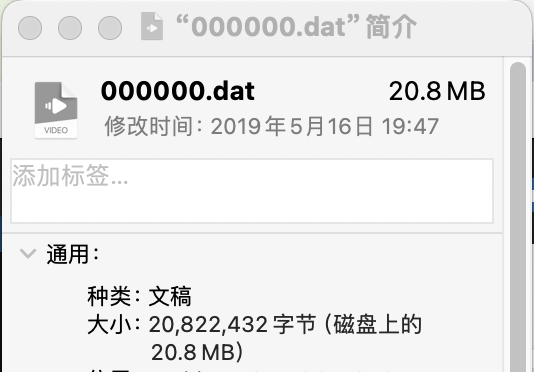 “000000.dat”简介
000000.dat 20.8 MB
VIDEO
修改时间：2019年5月16日 19:47
添加标签...
通用：
种类：文稿
大小：20,822,432 字节（磁盘上的
20.8 MB）